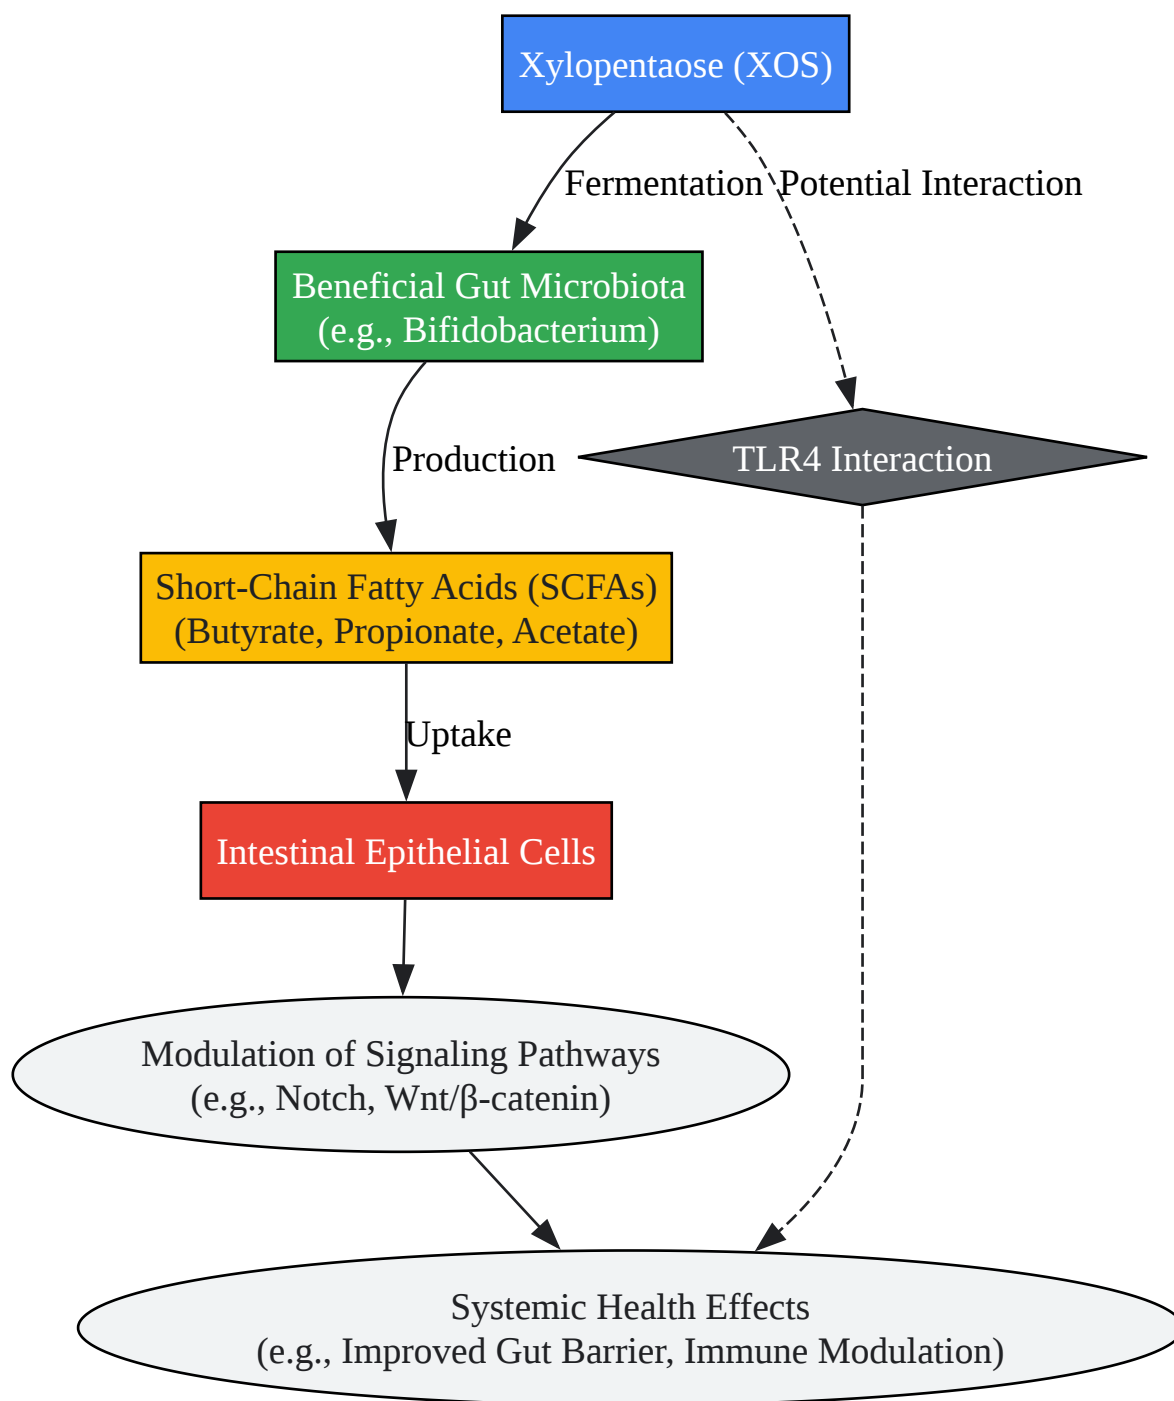 Xylopentaose (XOS)
Fermentation
Potential Interaction
Beneficial Gut Microbiota
(e.g., Bifidobacterium)
Production
TLR4 Interaction
Short-Chain Fatty Acids (SCFAs)
(Butyrate, Propionate, Acetate)
Uptake
Intestinal Epithelial Cells
Modulation of Signaling Pathways
(e.g., Notch, Wnt/β-catenin)
Systemic Health Effects
(e.g., Improved Gut Barrier, Immune Modulation)